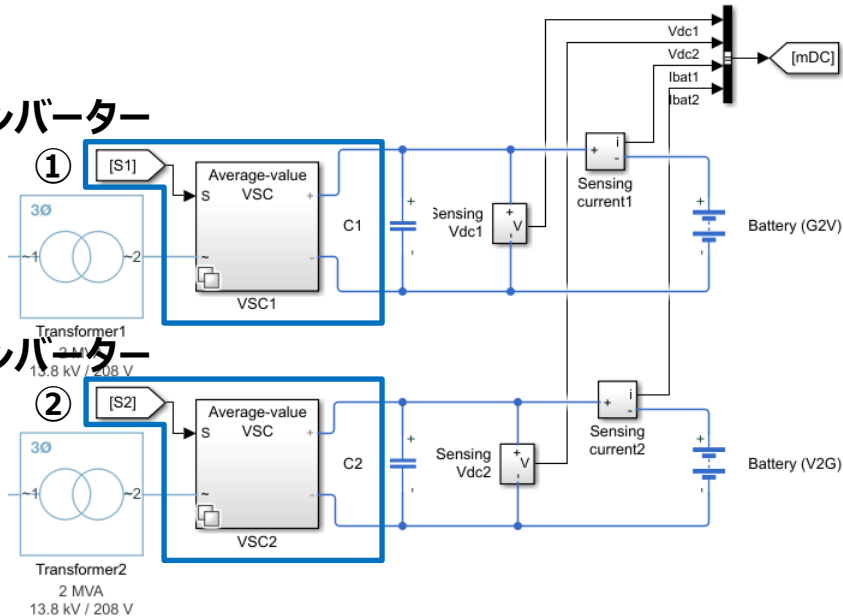 Vdc1
Vdc2
Ibat1
Ibat2
[mDC]
ンバーター
①
[S1]
Average-value
VSC
S
+
~
-
VSC1
3Ø
~1
~2
Transformer1
2 MVA
13.8 kV / 208 V
C1
+
-
Sensing
Vdc1
+
V
-
+
i
-
Sensing
current1
+
-
Battery (G2V)
ンバーター
②
[S2]
Average-value
VSC
S
+
~
-
VSC2
3Ø
~1
~2
Transformer2
2 MVA
13.8 kV / 208 V
C2
+
-
Sensing
Vdc2
+
V
-
+
i
-
Sensing
current2
+
-
Battery (V2G)